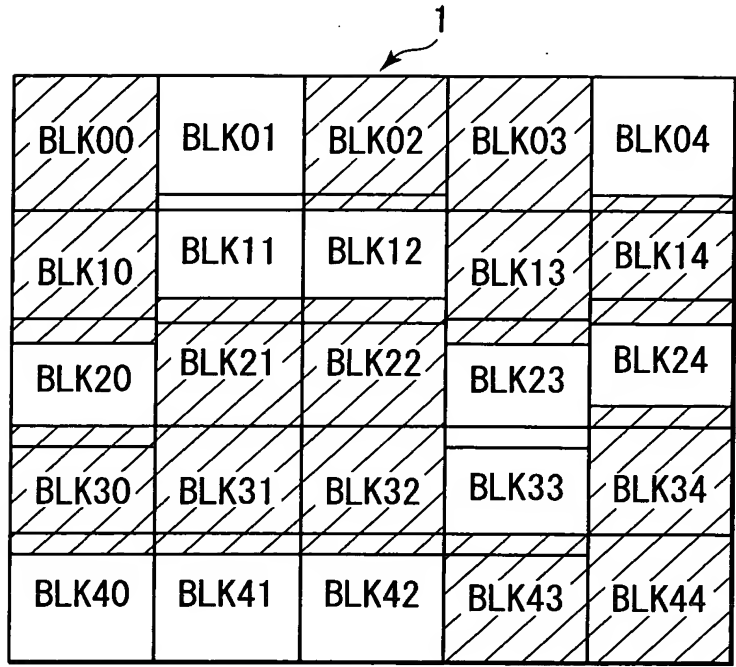 1
BLK00 BLK01 BLK02 BLK03 BLK04
BLK10 BLK11 BLK12 BLK13 BLK14
BLK20 BLK21 BLK22 BLK23 BLK24
BLK30 BLK31 BLK32 BLK33 BLK34
BLK40 BLK41 BLK42 BLK43 BLK44